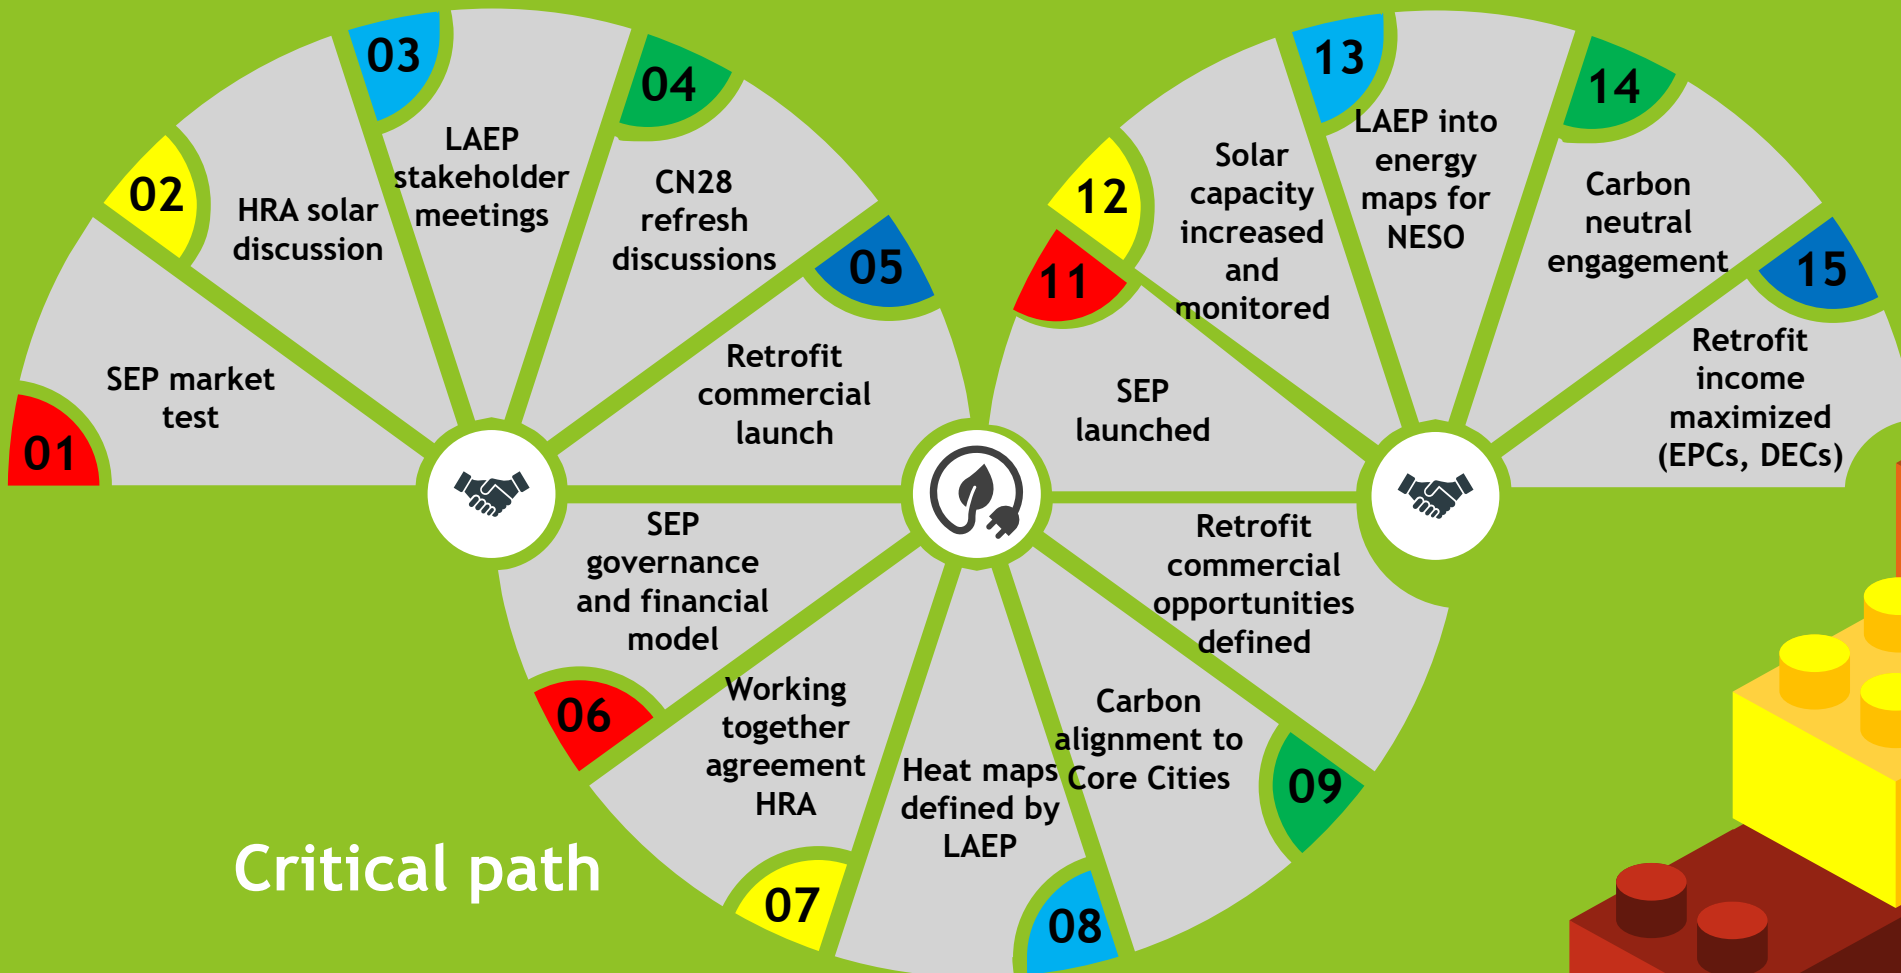 01
SEP market
test
02
HRA solar
discussion
03
LAEP
stakeholder
meetings
04
CN28
refresh
discussions
05
Retrofit
commercial
launch
SEP
governance
and financial
model
06
Working
together
agreement
HRA
07
Heat maps
defined by
LAEP
08
Carbon
alignment to
Core Cities
09
Retrofit
commercial
opportunities
defined
11
SEP
launched
12
Solar
capacity
increased
and
monitored
13
LAEP into
energy
maps for
NESO
14
Carbon
neutral
engagement
15
Retrofit
income
maximized
(EPCs, DECs)
Critical path